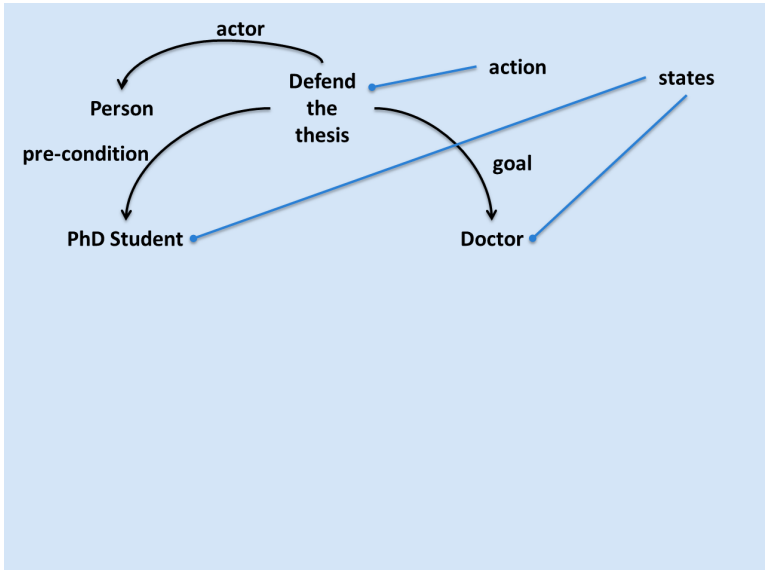 actor
Person
Defend
the
thesis
action
states
pre-condition
goal
PhD Student
Doctor